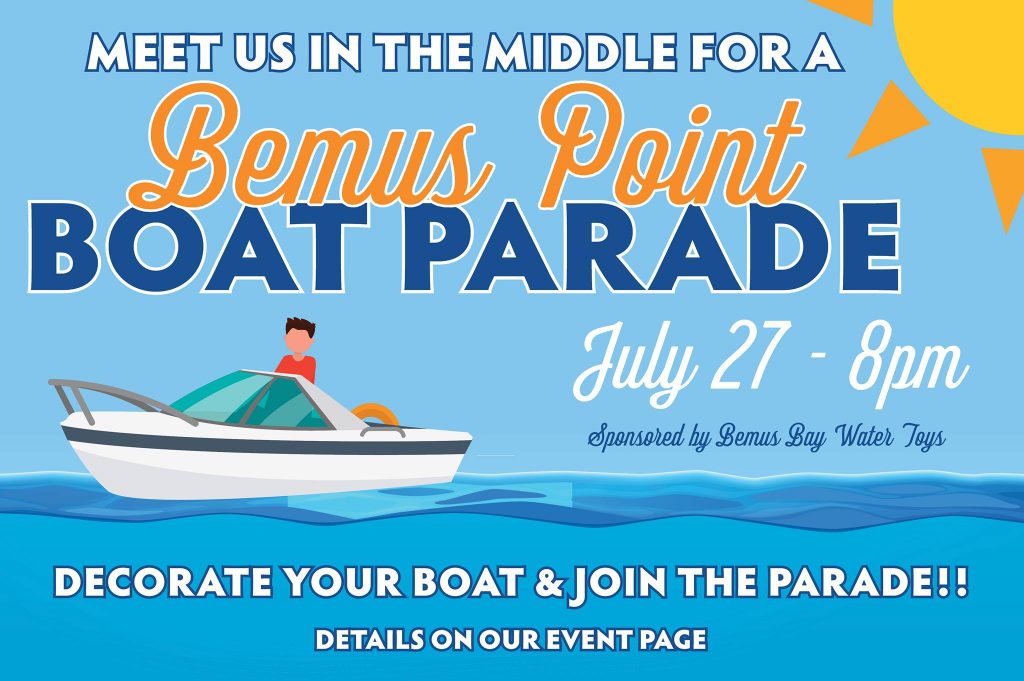 MEET US IN THE MIDDLE FOR A
Bemus Point
BOAT PARADE
July 27 - 8pm
Sponsored by Bemus Bay Water Toys
DECORATE YOUR BOAT & JOIN THE PARADE!!
DETAILS ON OUR EVENT PAGE